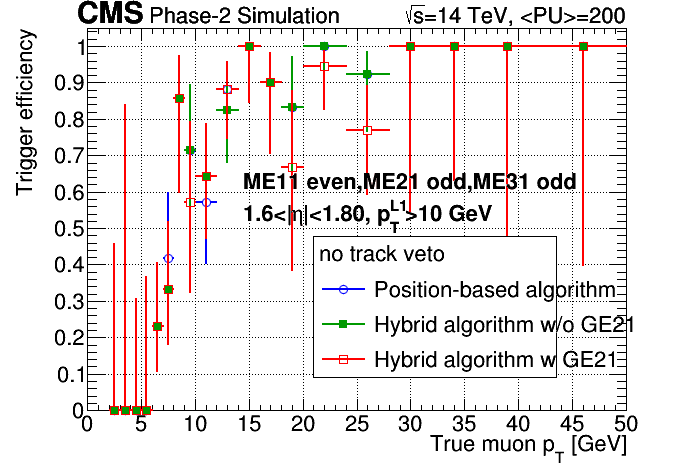 CMS Phase-2 Simulation √s=14 TeV, <PU>=200
Trigger efficiency
1
0.9
0.8
0.7
0.6
0.5
0.4
0.3
0.2
0.1
0
ME11 even,ME21 odd,ME31 odd
1.6<|η|<1.80, p_T^L1>10 GeV
no track veto
Position-based algorithm
Hybrid algorithm w/o GE21
Hybrid algorithm w GE21
0 5 10 15 20 25 30 35 40 45 50
True muon p_T [GeV]